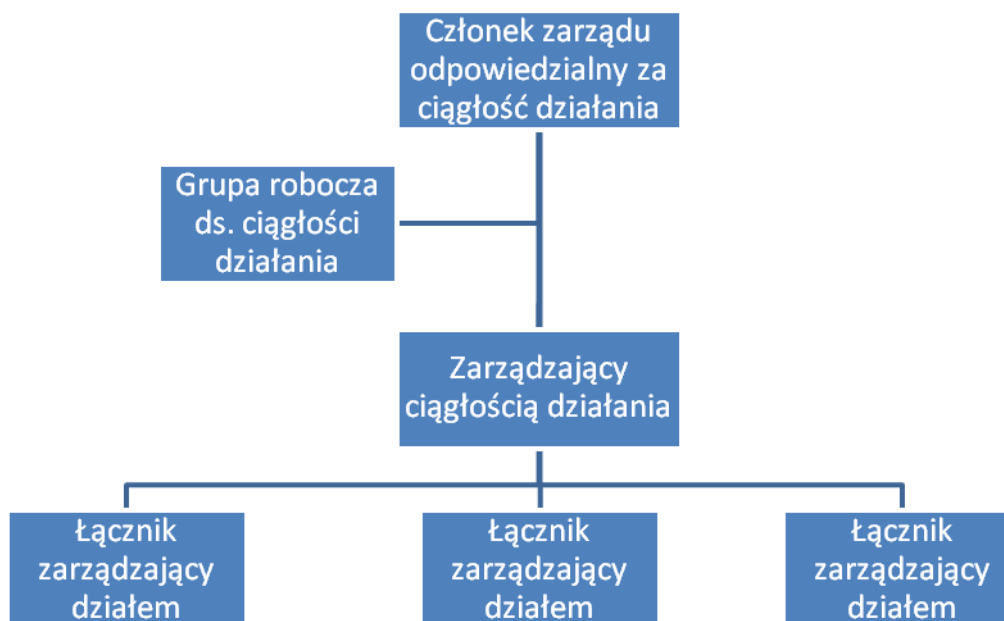 Członek zarządu
odpowiedzialny za
ciągłość działania
Grupa robocza
ds. ciągłości
działania
Zarządzający
ciągłością działania
Łącznik
zarządzający
działem
Łącznik
zarządzający
działem
Łącznik
zarządzający
działem